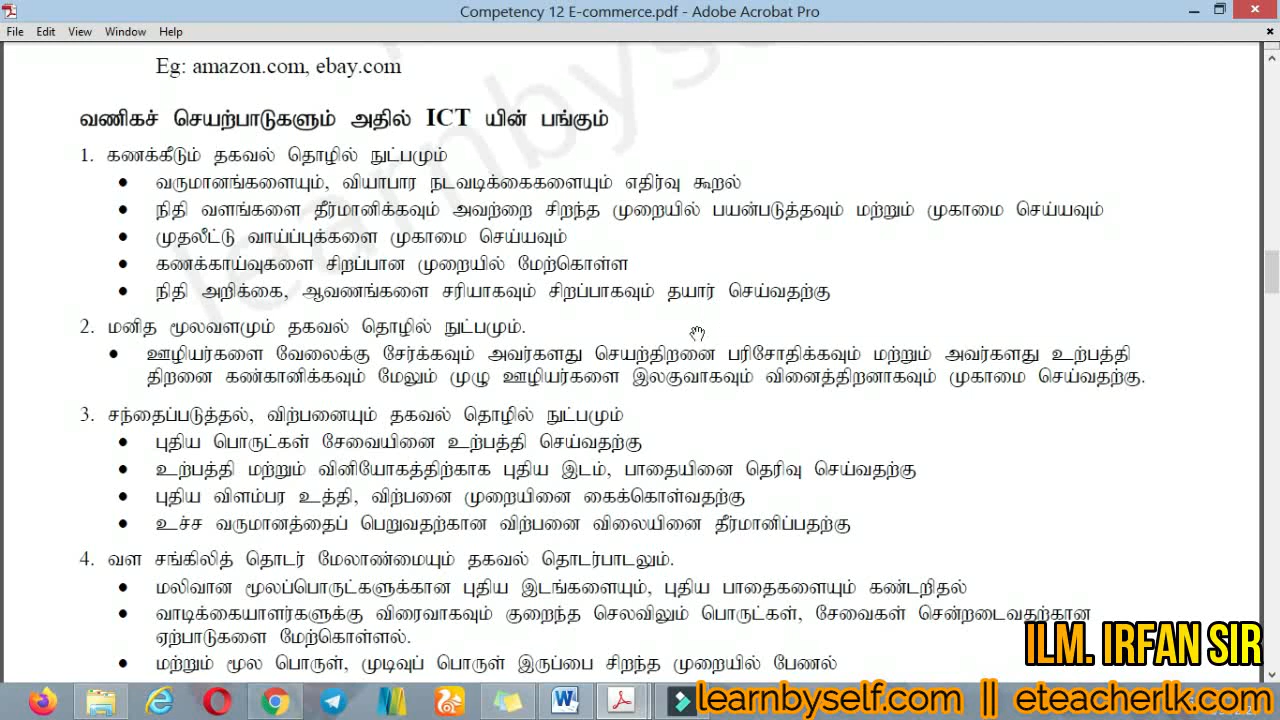 Competency 12 E-commerce.pdf - Adobe Acrobat Pro
File Edit View Window Help
Eg: amazon.com, ebay.com
வணிகச் செயற்பாடுகளும் அதில் ICT யின் பங்கும்
1. கணக்கீடும் தகவல் தொழில் நுட்பமும்
• வருமானங்களையும், வியாபார நடவடிக்கைகளையும் எதிர்வு கூறல்
• நிதி வளங்களை தீர்மானிக்கவும் அவற்றை சிறந்த முறையில் பயன்படுத்தவும் மற்றும் முகாமை செய்யவும்
• முதலீட்டு வாய்ப்புக்களை முகாமை செய்யவும்
• கணக்காய்வுகளை சிறப்பான முறையில் மேற்கொள்ள
• நிதி அறிக்கை, ஆவணங்களை சரியாகவும் சிறப்பாகவும் தயார் செய்வதற்கு
2. மனித மூலவளமும் தகவல் தொழில் நுட்பமும்.
• ஊழியர்களை வேலைக்கு சேர்க்கவும் அவர்களது செயற்திறனை பரிசோதிக்கவும் மற்றும் அவர்களது உற்பத்தி
திறனை கண்கானிக்கவும் மேலும் முழு ஊழியர்களை இலகுவாகவும் வினைத்திறனாகவும் முகாமை செய்வதற்கு.
3. சந்தைப்படுத்தல், விற்பனையும் தகவல் தொழில் நுட்பமும்
• புதிய பொருட்கள் சேவையினை உற்பத்தி செய்வதற்கு
• உற்பத்தி மற்றும் வினியோகத்திற்காக புதிய இடம், பாதையினை தெரிவு செய்வதற்கு
• புதிய விளம்பர உத்தி, விற்பனை முறையினை கைக்கொள்வதற்கு
• உச்ச வருமானத்தைப் பெறுவதற்கான விற்பனை விலையினை தீர்மானிப்பதற்கு
4. வள சங்கிலித் தொடர் மேலாண்மையும் தகவல் தொடர்பாடலும்.
• மலிவான மூலப்பொருட்களுக்கான புதிய இடங்களையும், புதிய பாதைகளையும் கண்டறிதல்
• வாடிக்கையாளர்களுக்கு விரைவாகவும் குறைந்த செலவிலும் பொருட்கள், சேவைகள் சென்றடைவதற்கான
ஏற்பாடுகளை மேற்கொள்ளல்.
• மற்றும் மூல பொருள், முடிவுப் பொருள் இருப்பை சிறந்த முறையில் பேணல்
ILM. IRFAN SIR
learnbyself.com || eteacherlk.com